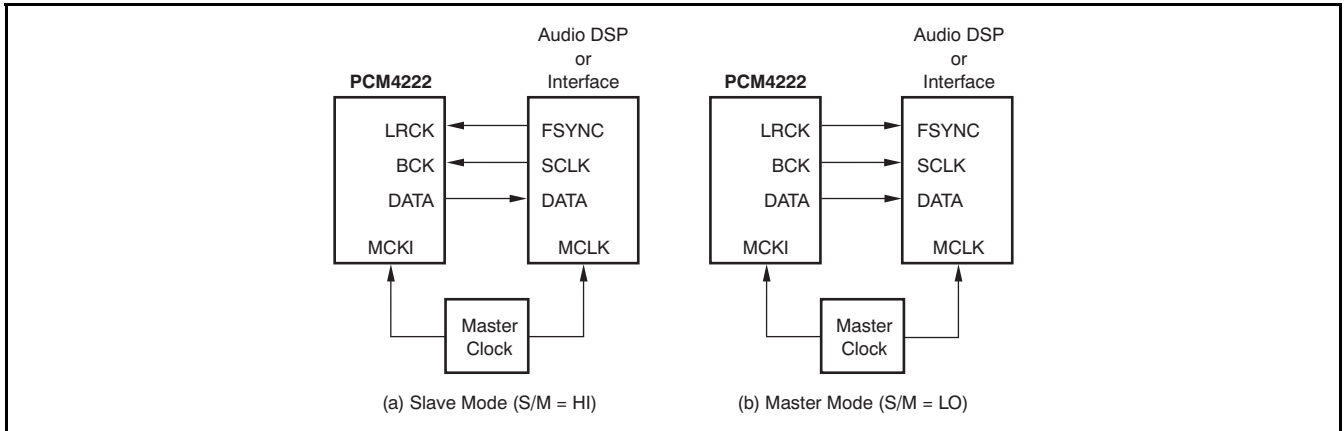 Audio DSP
or
Interface
PCM4222
LRCK
FSYNC
BCK
SCLK
DATA
DATA
MCKI
MCLK
Master
Clock
(a) Slave Mode (S/M = HI)
Audio DSP
or
Interface
PCM4222
LRCK
FSYNC
BCK
SCLK
DATA
DATA
MCKI
MCLK
Master
Clock
(b) Master Mode (S/M = LO)